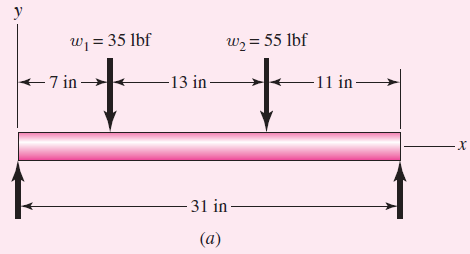 y
w₁ = 35 lbf w₂ = 55 lbf
7 in 13 in 11 in
x
31 in
(a)